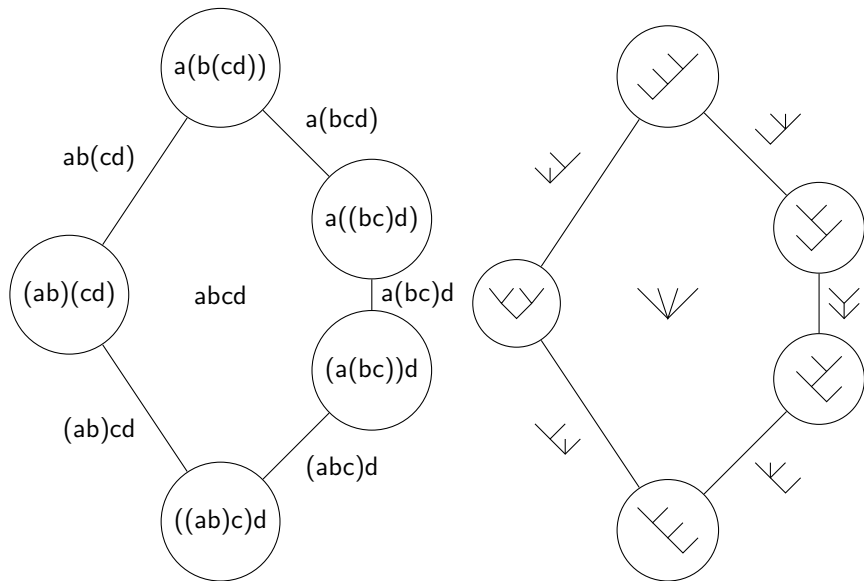 a(b(cd))
a(bcd)
ab(cd)
a((bc)d)
(ab)(cd)
abcd
a(bc)d
(a(bc))d
(ab)cd
(abc)d
((ab)c)d